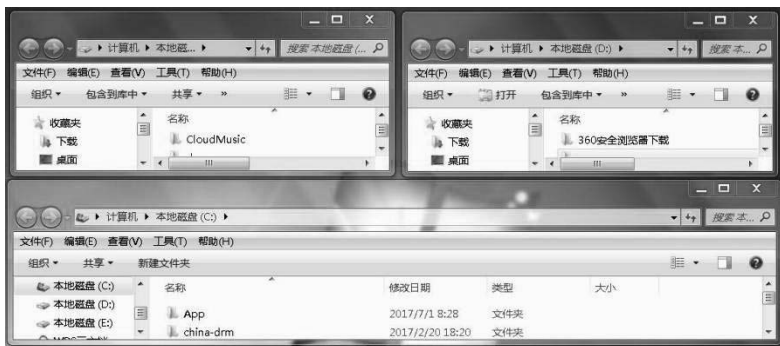 计算机 本地磁... 搜索 本地磁盘 (...
文件(F) 编辑(E) 查看(V) 工具(T) 帮助(H)
组织 包含到库中 共享 »
收藏夹
下载
桌面
名称
CloudMusic
计算机 本地磁盘 (D:) 搜索 本...
文件(F) 编辑(E) 查看(V) 工具(T) 帮助(H)
组织 打开 包含到库中 »
收藏夹
下载
桌面
名称
360安全浏览器下载
计算机 本地磁盘 (C:) 搜索 本...
文件(F) 编辑(E) 查看(V) 工具(T) 帮助(H)
组织 共享 新建文件夹
本地磁盘 (C:)
本地磁盘 (D:)
本地磁盘 (E:)
名称 修改日期 类型 大小
App 2017/7/1 8:28 文件夹
china-drm 2017/2/20 18:20 文件夹